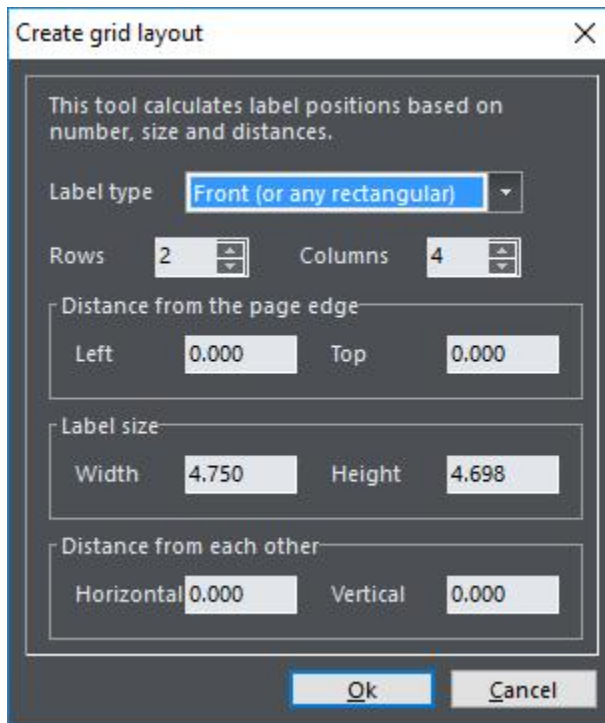 Create grid layout
This tool calculates label positions based on
number, size and distances.
Label type Front (or any rectangular)
Rows 2 Columns 4
Distance from the page edge
Left 0.000 Top 0.000
Label size
Width 4.750 Height 4.698
Distance from each other
Horizontal 0.000 Vertical 0.000
Ok Cancel